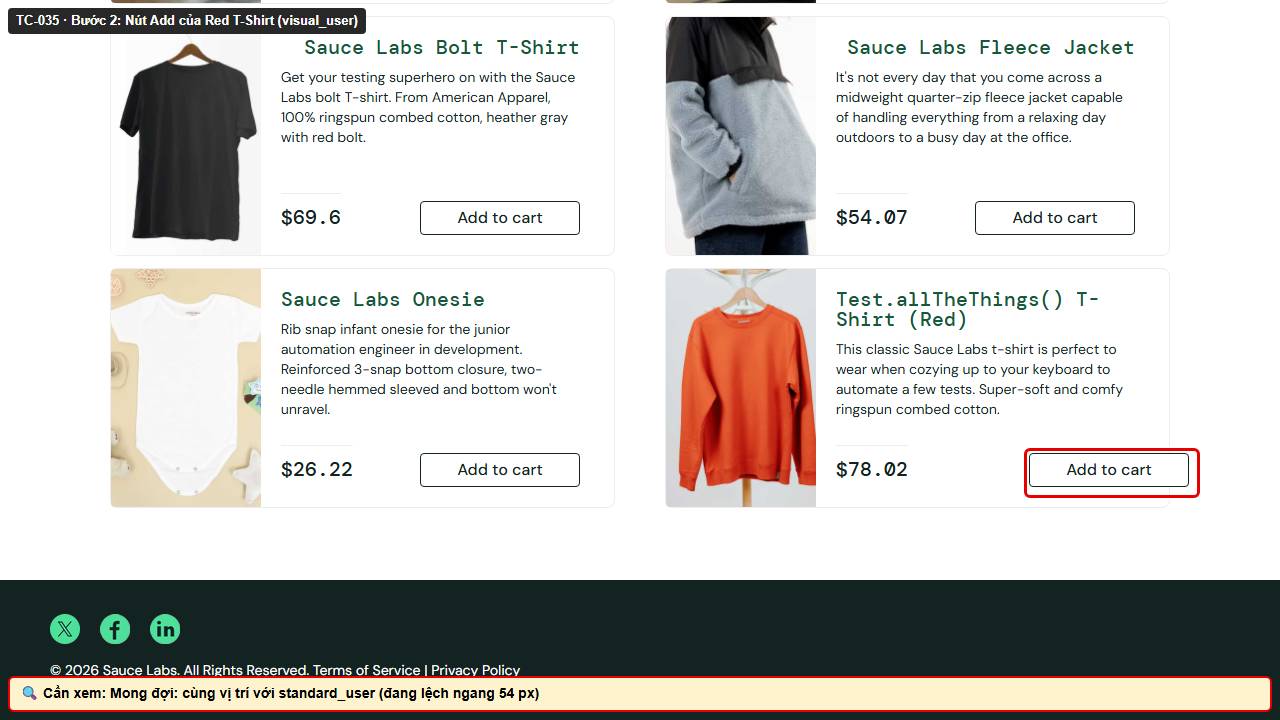 TC-035 · Bước 2: Nút Add của Red T-Shirt (visual_user)
Sauce Labs Bolt T-Shirt
Get your testing superhero on with the Sauce
Labs bolt T-shirt. From American Apparel,
100% ringspun combed cotton, heather gray
with red bolt.
$69.6
Add to cart
Sauce Labs Fleece Jacket
It's not every day that you come across a
midweight quarter-zip fleece jacket capable
of handling everything from a relaxing day
outdoors to a busy day at the office.
$54.07
Add to cart
Sauce Labs Onesie
Rib snap infant onesie for the junior
automation engineer in development.
Reinforced 3-snap bottom closure, two-
needle hemmed sleeved and bottom won't
unravel.
$26.22
Add to cart
Test.allTheThings() T-
Shirt (Red)
This classic Sauce Labs t-shirt is perfect to
wear when cozying up to your keyboard to
automate a few tests. Super-soft and comfy
ringspun combed cotton.
$78.02
Add to cart
© 2026 Sauce Labs. All Rights Reserved. Terms of Service | Privacy Policy
🔍 Cần xem: Mong đợi: cùng vị trí với standard_user (đang lệch ngang 54 px)